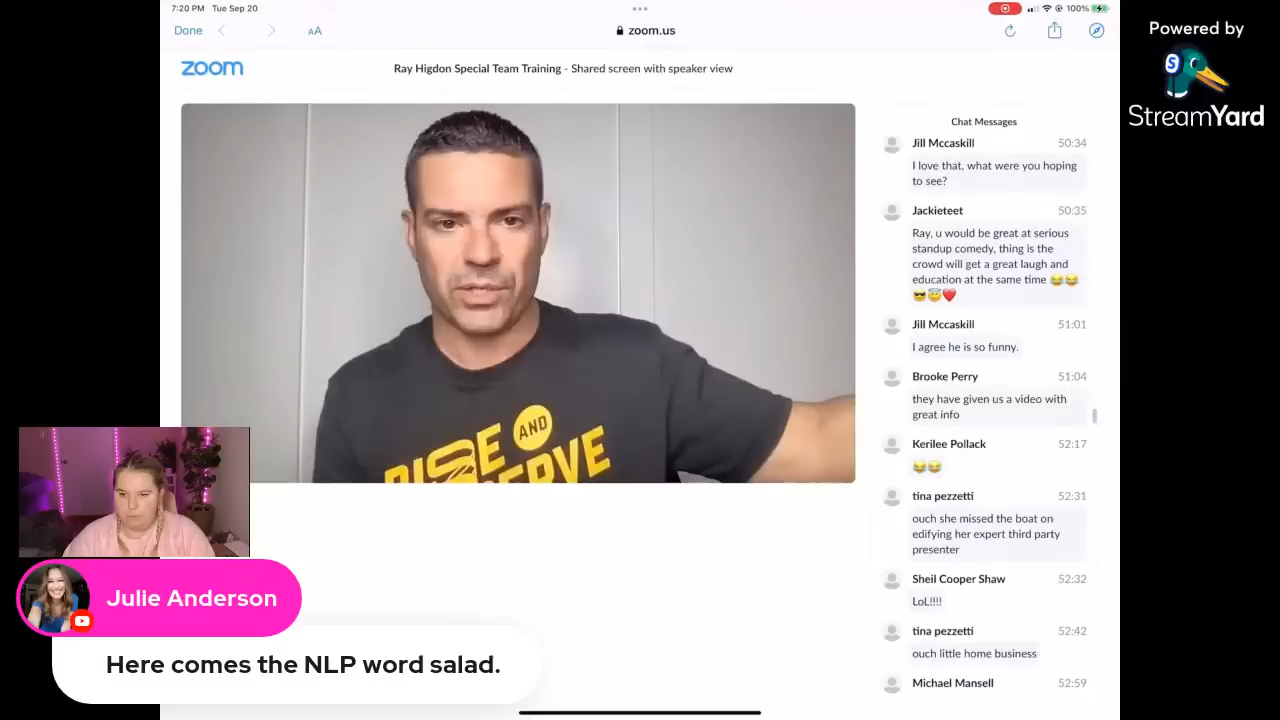 7:20 PM Tue Sep 20
100%
Done
AA
zoom.us
Powered by
S
StreamYard
zoom
Ray Higdon Special Team Training - Shared screen with speaker view
RISE AND
SERVE
Chat Messages
Jill Mccaskill 50:34
I love that, what were you hoping
to see?
Jackieteet 50:35
Ray, u would be great at serious
standup comedy, thing is the
crowd will get a great laugh and
education at the same time 😂😂
😎😇❤️
Jill Mccaskill 51:01
I agree he is so funny.
Brooke Perry 51:04
they have given us a video with
great info
Kerilee Pollack 52:17
😂😂
tina pezzetti 52:31
ouch she missed the boat on
edifying her expert third party
presenter
Sheil Cooper Shaw 52:32
LoL!!!!
tina pezzetti 52:42
ouch little home business
Michael Mansell 52:59
Julie Anderson
Here comes the NLP word salad.